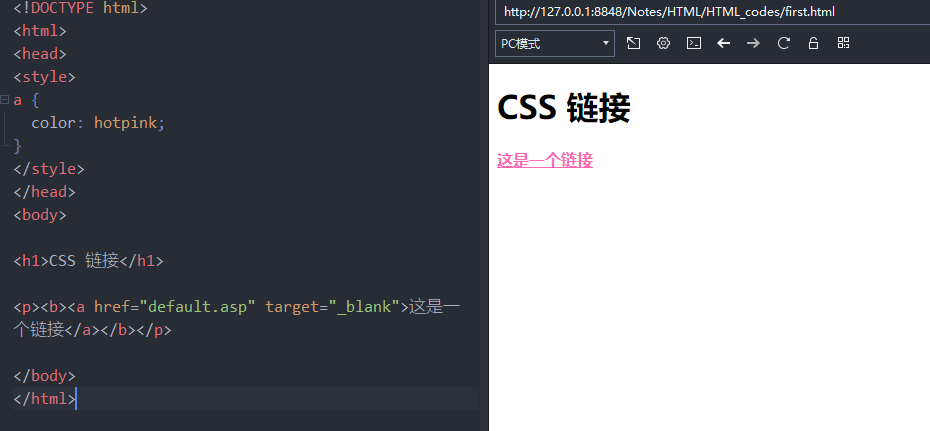 <!DOCTYPE html>
<html>
<head>
<style>
a {
  color: hotpink;
}
</style>
</head>
<body>
<h1>CSS 链接</h1>
<p><b><a href="default.asp" target="_blank">这是一
个链接</a></b></p>
</body>
</html>
http://127.0.0.1:8848/Notes/HTML/HTML_codes/first.html
PC模式
CSS 链接
这是一个链接